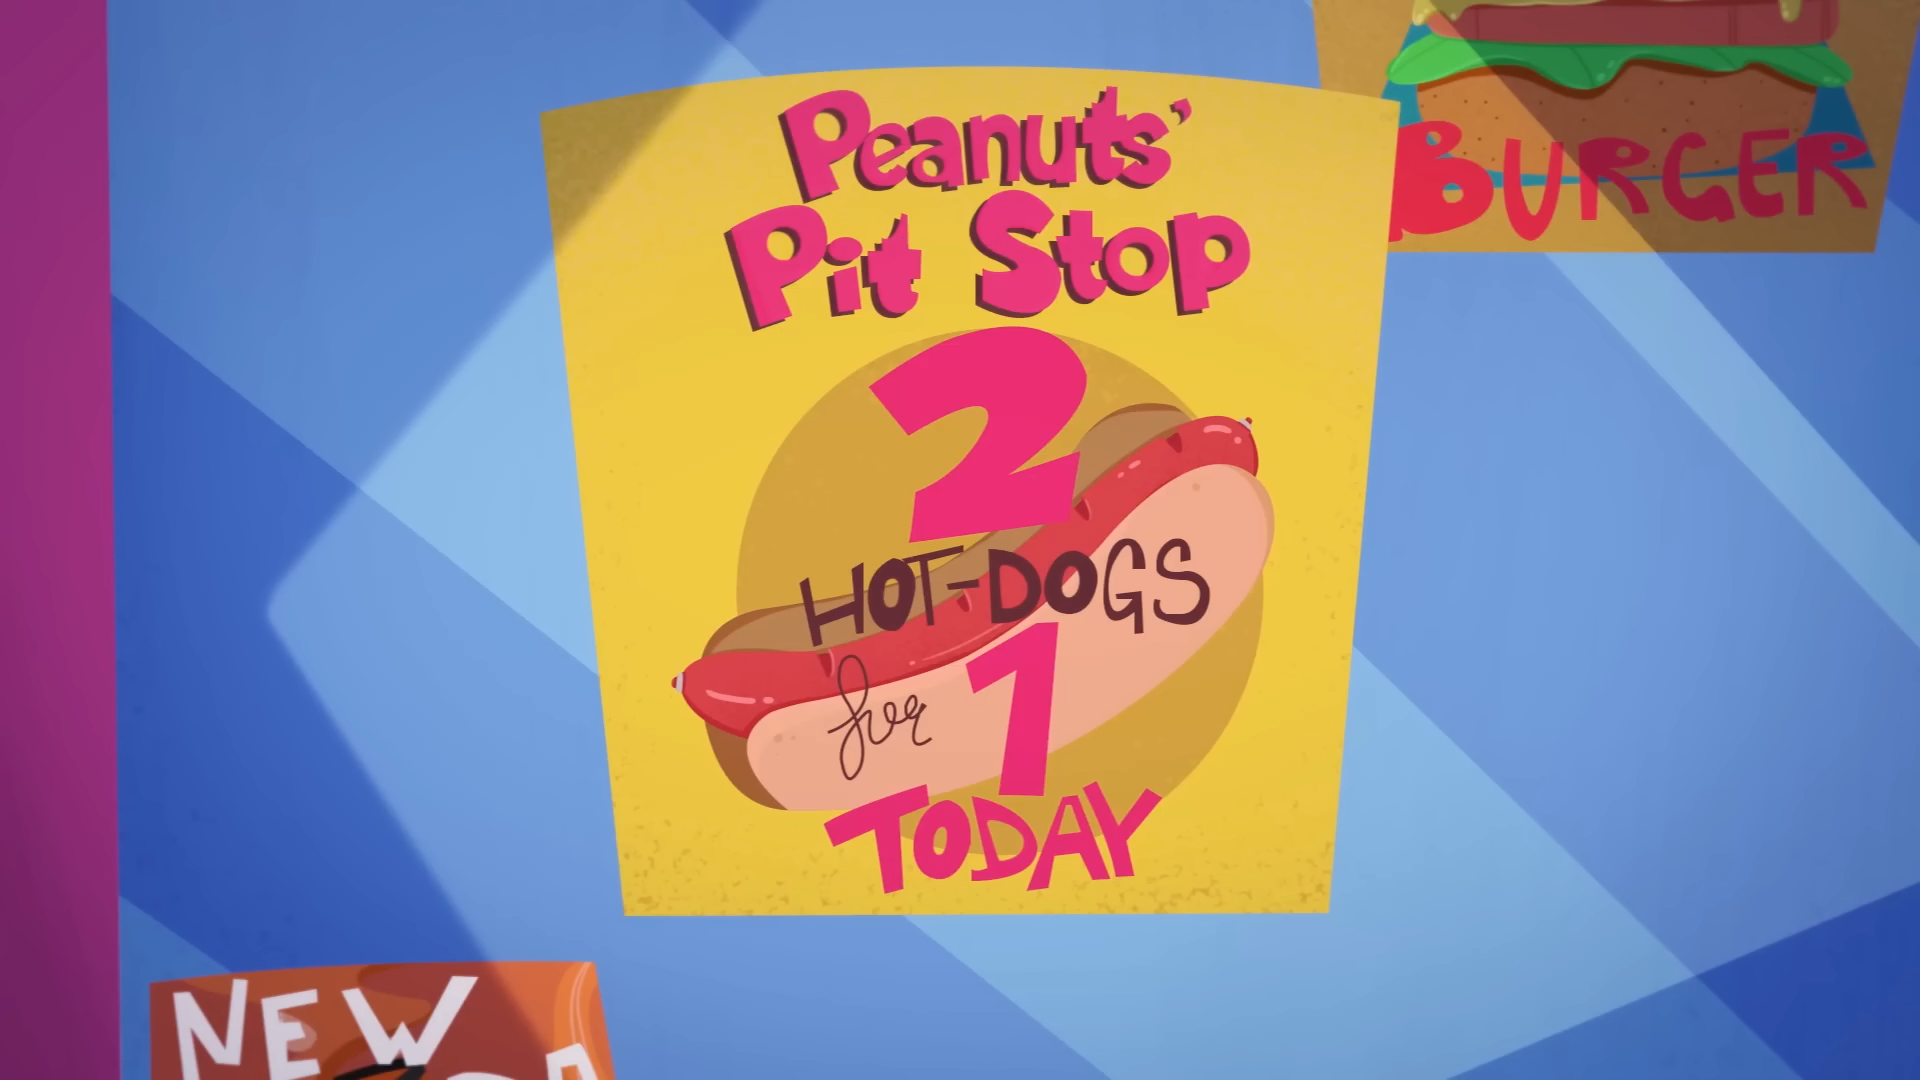 Peanuts'
Pit Stop
2
HOT-DOGS
for 1
TODAY
BURGER
NEW